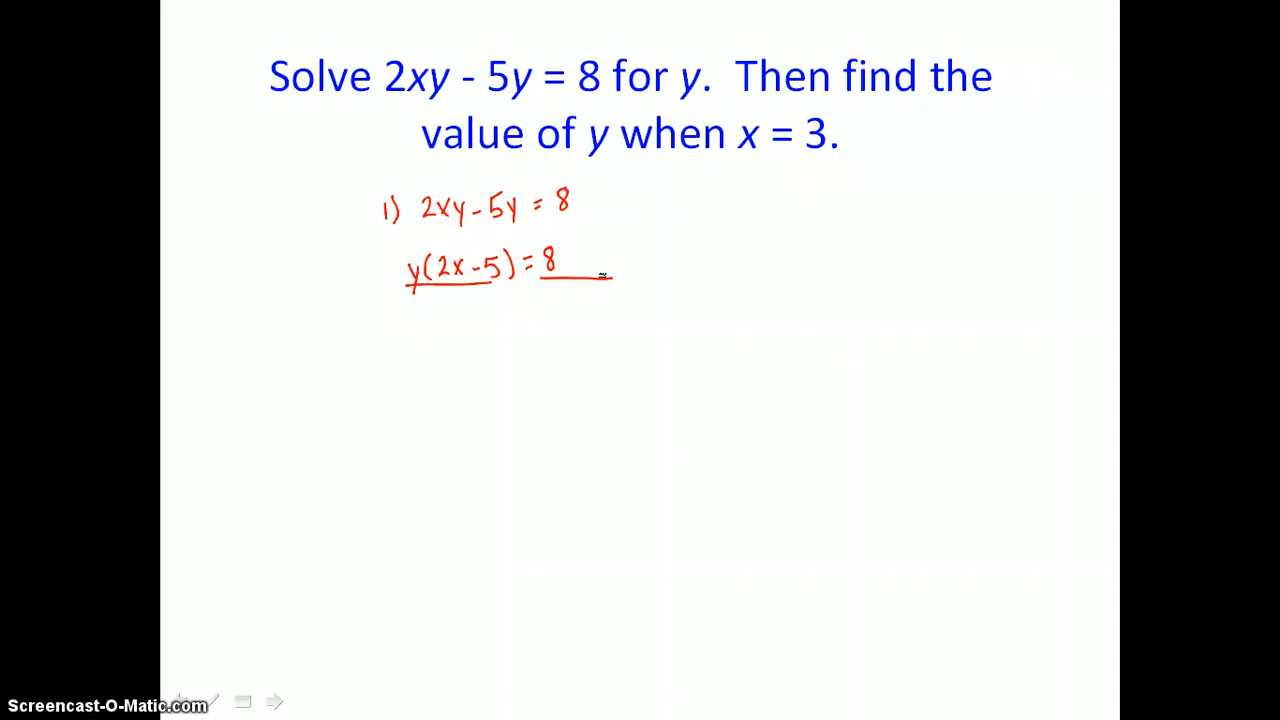 Solve 2xy - 5y = 8 for y. Then find the
value of y when x = 3.
1) 2xy - 5y = 8
y(2x - 5) = 8
Screencast-O-Matic.com